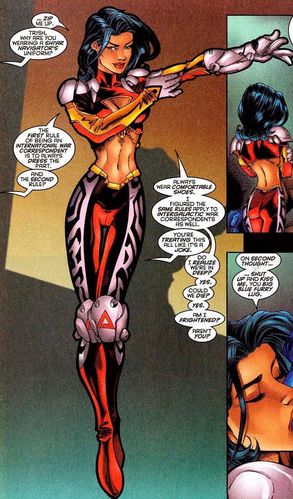 ... ZIP
ME UP.
TRISH,
WHY ARE YOU
WEARING A SHI'AR
NAVIGATOR'S
UNIFORM?
THE
FIRST RULE
OF BEING AN
INTERNATIONAL WAR
CORRESPONDENT
IS TO ALWAYS
DRESS THE
PART.
AND
THE SECOND
RULE?
ALWAYS
WEAR COMFORTABLE
SHOES.
I
FIGURED THE
SAME RULES APPLY TO
INTERGALACTIC WAR
CORRESPONDENTS
AS WELL.
YOU'RE
TREATING THIS
ALL LIKE IT'S A
JOKE.
DO
I REALIZE
WE'RE IN
DEEP?
YES.
COULD
WE DIE?
YES.
AM I
FRIGHTENED?
AREN'T
YOU?
ON SECOND
THOUGHT...
... SHUT
UP AND KISS
ME, YOU BIG
BLUE FURRY
LUG.